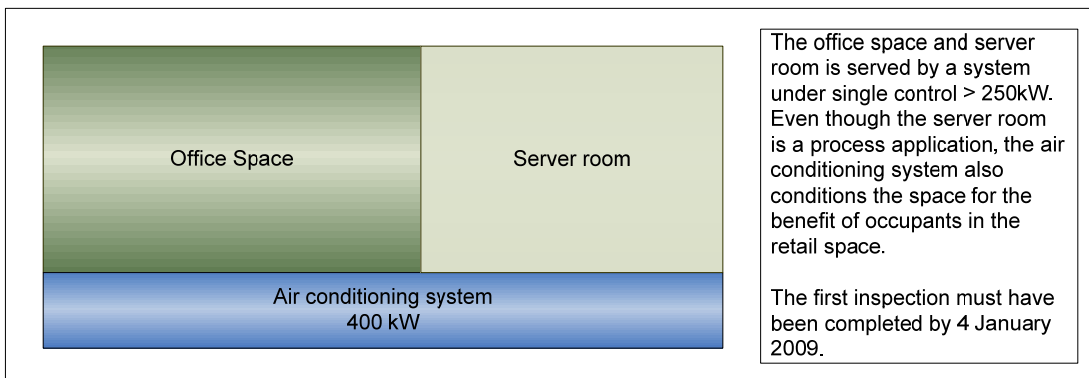 Office Space
Server room
Air conditioning system
400 kW
The office space and server
room is served by a system
under single control > 250kW.
Even though the server room
is a process application, the air
conditioning system also
conditions the space for the
benefit of occupants in the
retail space.
The first inspection must have
been completed by 4 January
2009.